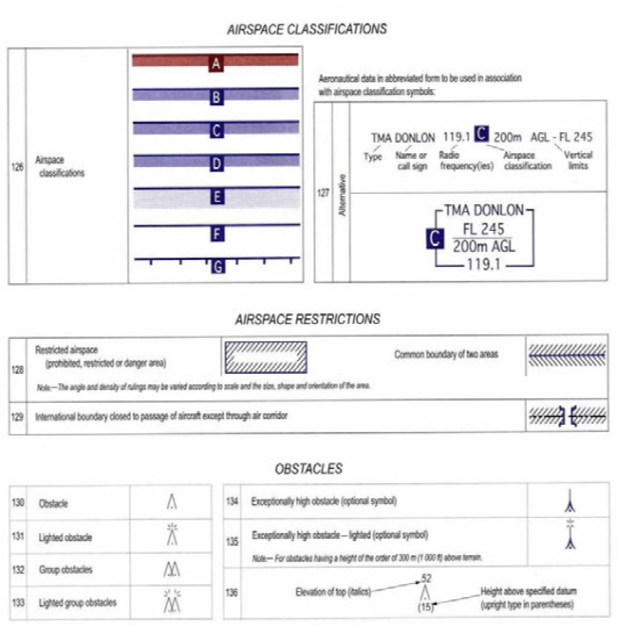 AIRSPACE CLASSIFICATIONS
126
Airspace
classifications
A
B
C
D
E
F
G
Aeronautical data in abbreviated form to be used in association
with airspace classification symbols:
127
Alternative
TMA DONLON 119.1 C 200m AGL - FL 245
Type
Name or
call sign
Radio
frequency(ies)
Airspace
classification
Vertical
limits
TMA DONLON
C
FL 245
200m AGL
119.1
AIRSPACE RESTRICTIONS
128
Restricted airspace
(prohibited, restricted or danger area)
Common boundary of two areas
Note.—The angle and density of rulings may be varied according to scale and the size, shape and orientation of the area.
129
International boundary closed to passage of aircraft except through air corridor
OBSTACLES
130
Obstacle
131
Lighted obstacle
132
Group obstacles
133
Lighted group obstacles
134
Exceptionally high obstacle (optional symbol)
135
Exceptionally high obstacle — lighted (optional symbol)
Note.— For obstacles having a height of the order of 300 m (1 000 ft) above terrain.
136
Elevation of top (italics)
52
(15)
Height above specified datum
(upright type in parentheses)